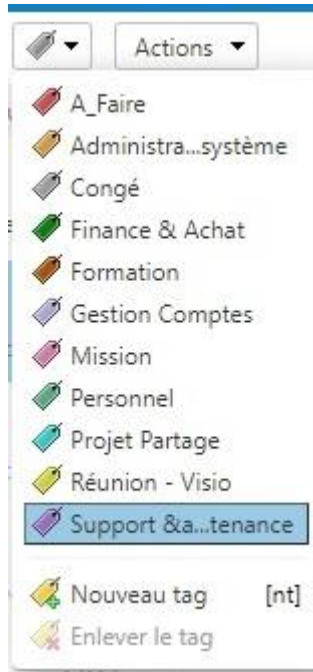 Actions
A_Faire
Administra...système
Congé
Finance & Achat
Formation
Gestion Comptes
Mission
Personnel
Projet Partage
Réunion - Visio
Support &a...tenance
Nouveau tag [nt]
Enlever le tag